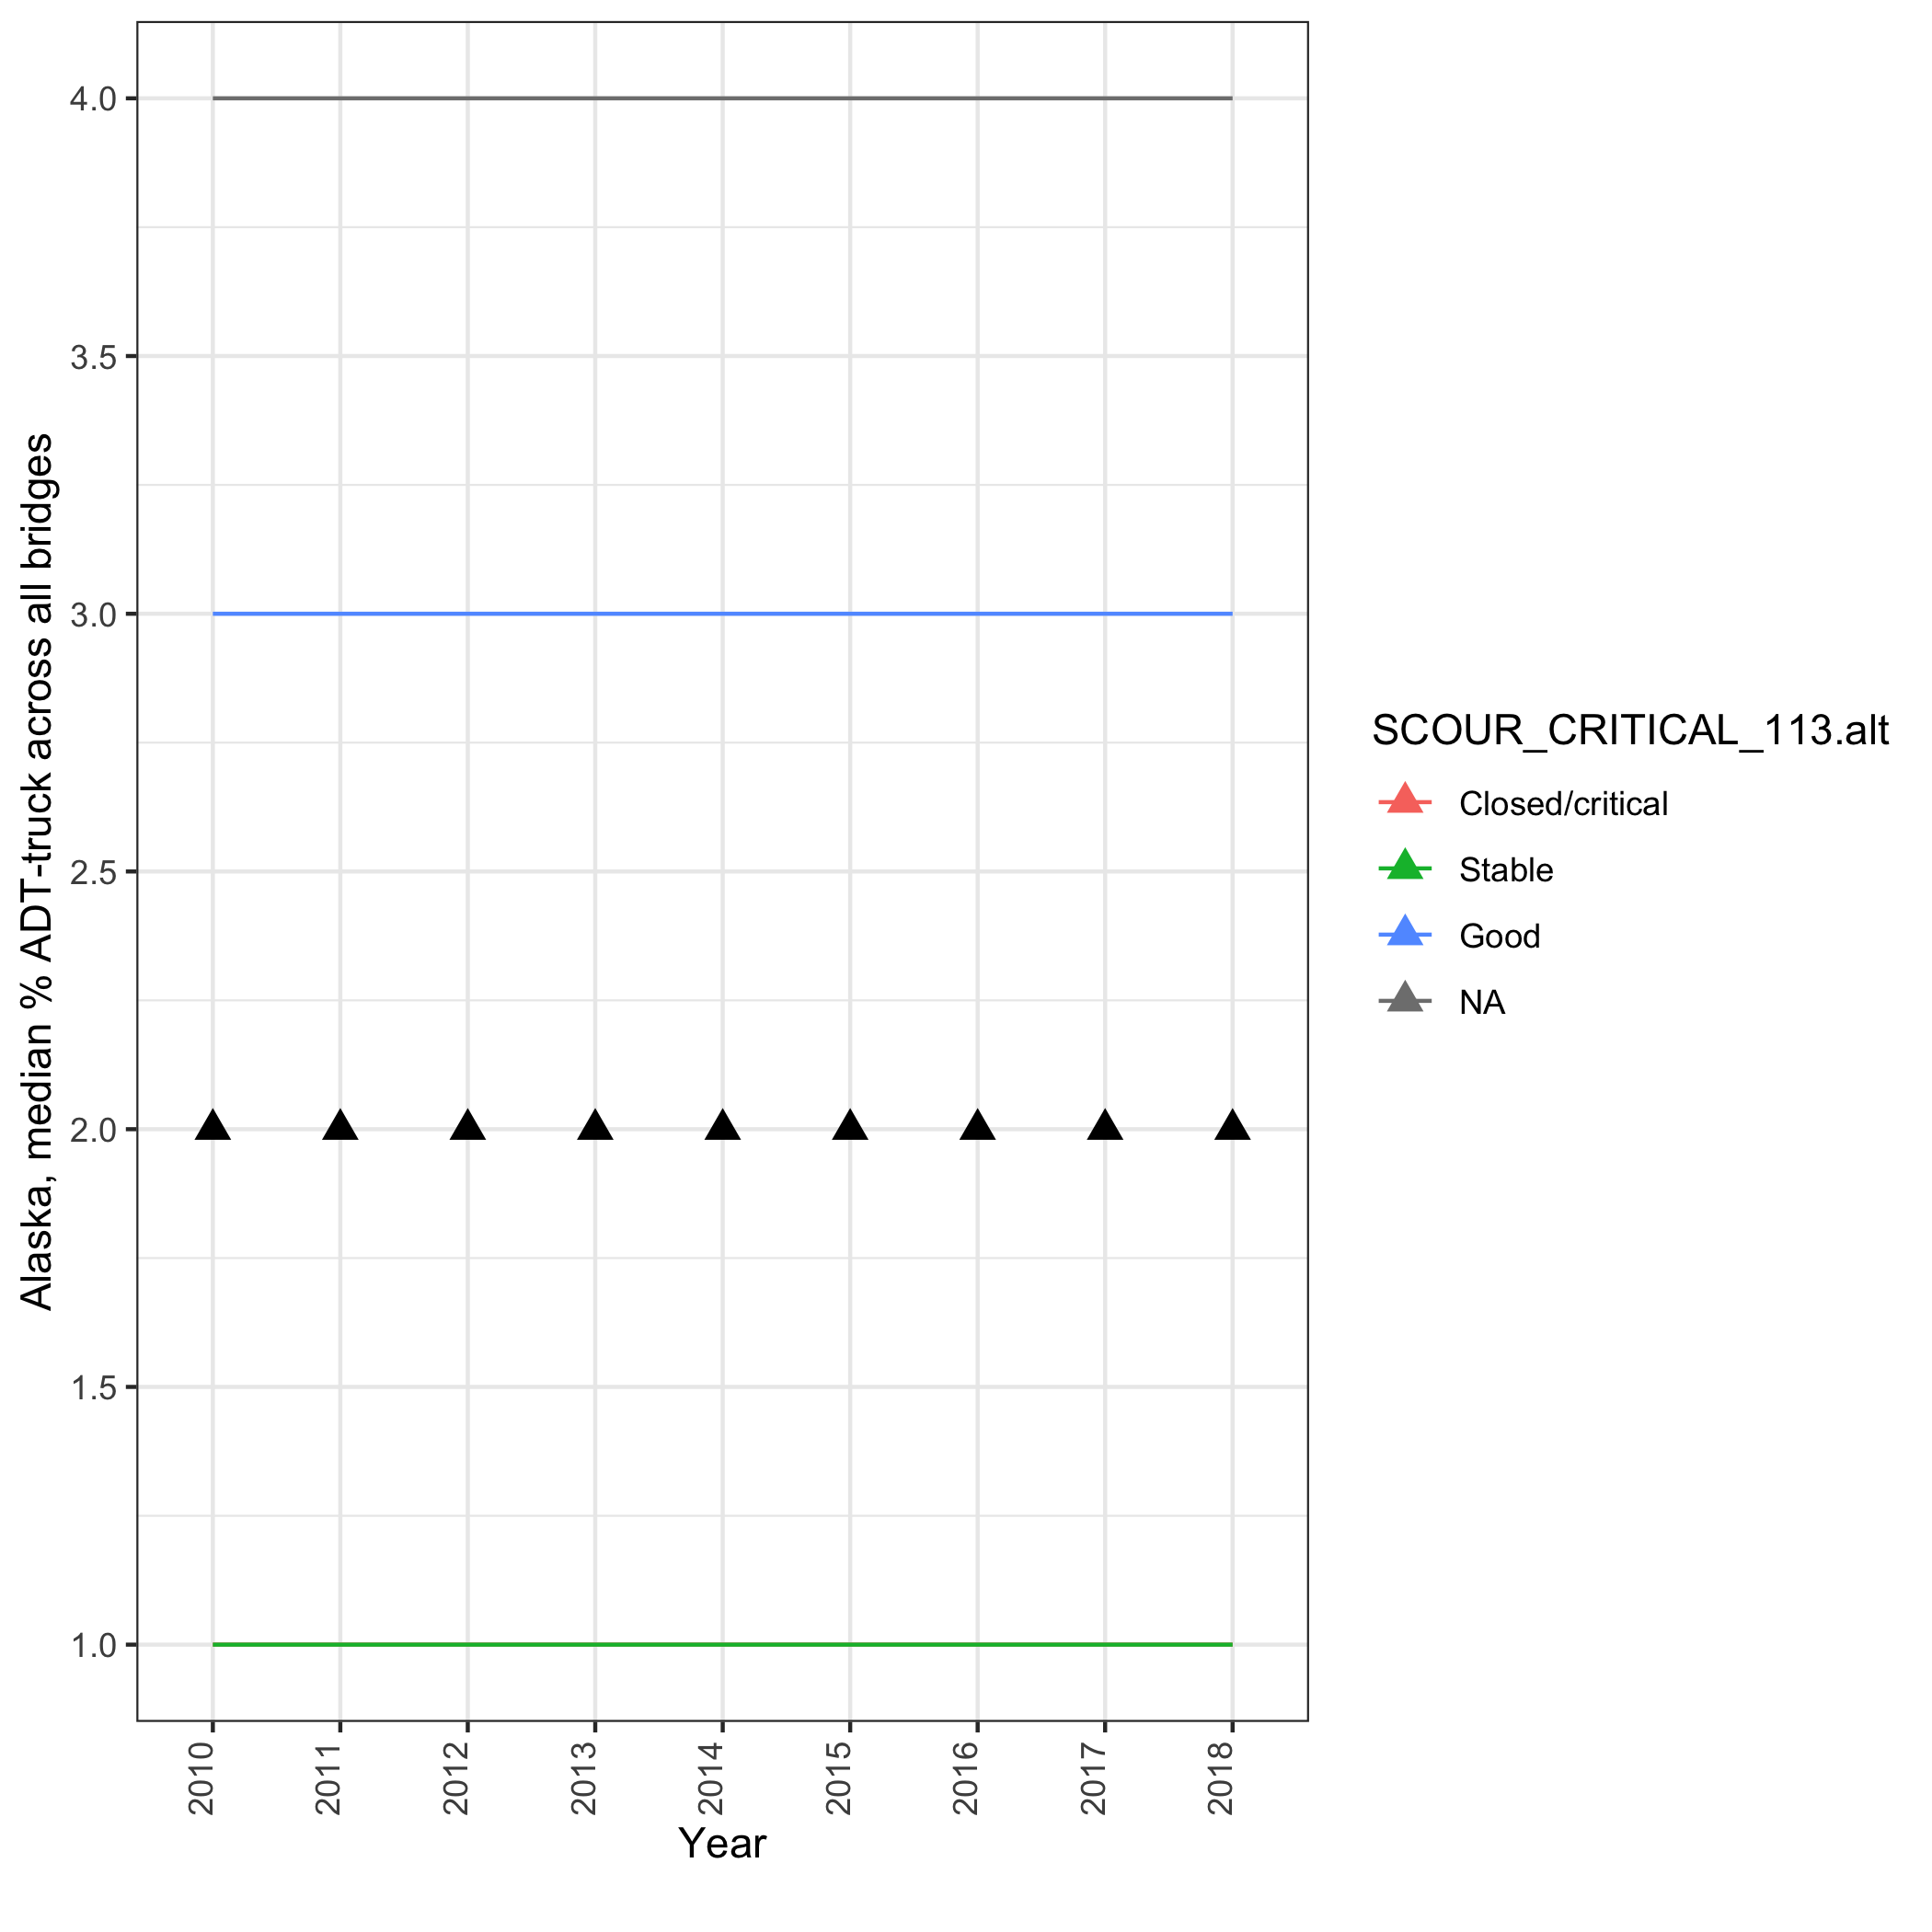 Alaska, median % ADT-truck across all bridges
4.0
3.5
3.0
2.5
2.0
1.5
1.0
2010
2011
2012
2013
2014
2015
2016
2017
2018
Year
SCOUR_CRITICAL_113.alt
Closed/critical
Stable
Good
NA